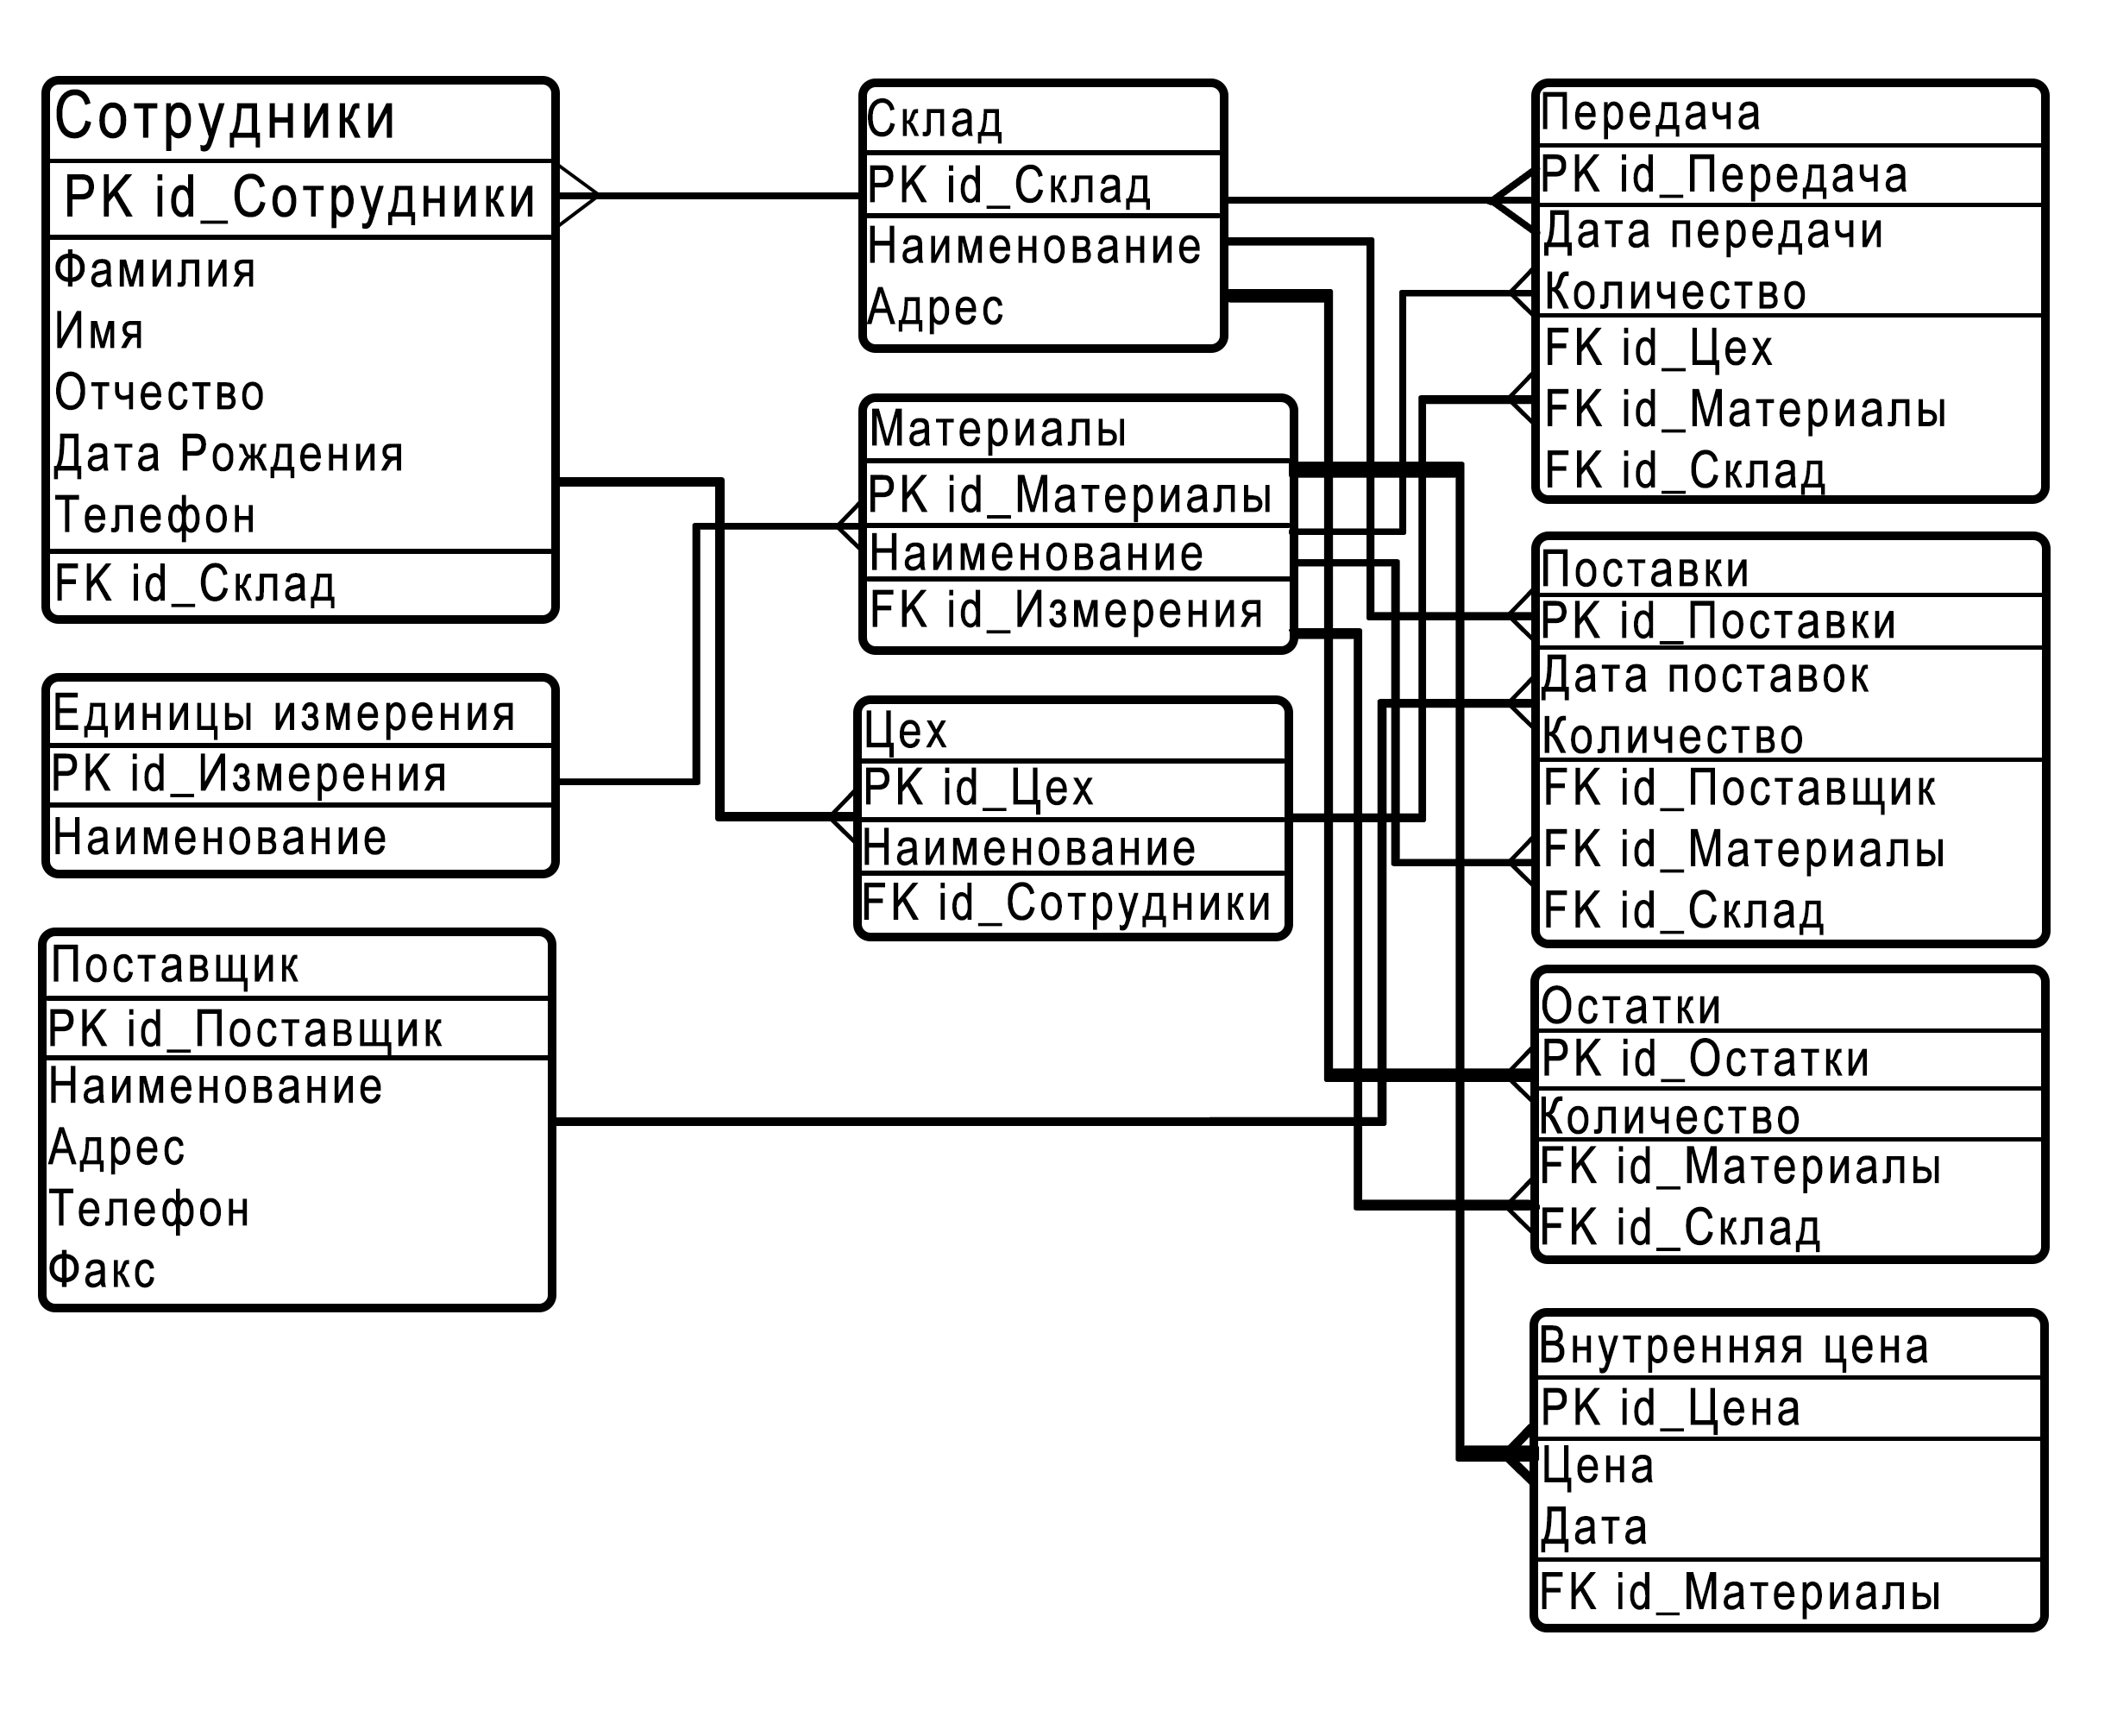 Сотрудники
PK id_Сотрудники
Фамилия
Имя
Отчество
Дата Рождения
Телефон
FK id_Склад
Единицы измерения
PK id_Измерения
Наименование
Поставщик
PK id_Поставщик
Наименование
Адрес
Телефон
Факс
Склад
PK id_Склад
Наименование
Адрес
Материалы
PK id_Материалы
Наименование
FK id_Измерения
Цех
PK id_Цех
Наименование
FK id_Сотрудники
Передача
PK id_Передача
Дата передачи
Количество
FK id_Цех
FK id_Материалы
FK id_Склад
Поставки
PK id_Поставки
Дата поставок
Количество
FK id_Поставщик
FK id_Материалы
FK id_Склад
Остатки
PK id_Остатки
Количество
FK id_Материалы
FK id_Склад
Внутренняя цена
PK id_Цена
Цена
Дата
FK id_Материалы